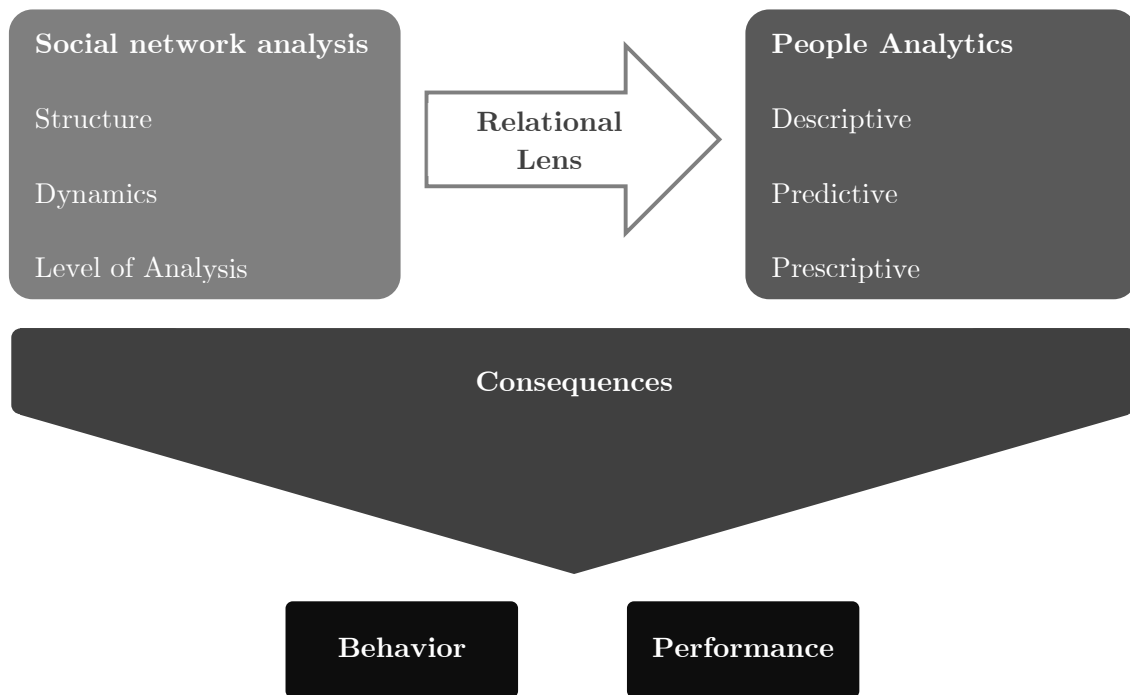 Social network analysis
Structure
Dynamics
Level of Analysis
Relational
Lens
People Analytics
Descriptive
Predictive
Prescriptive
Consequences
Behavior
Performance